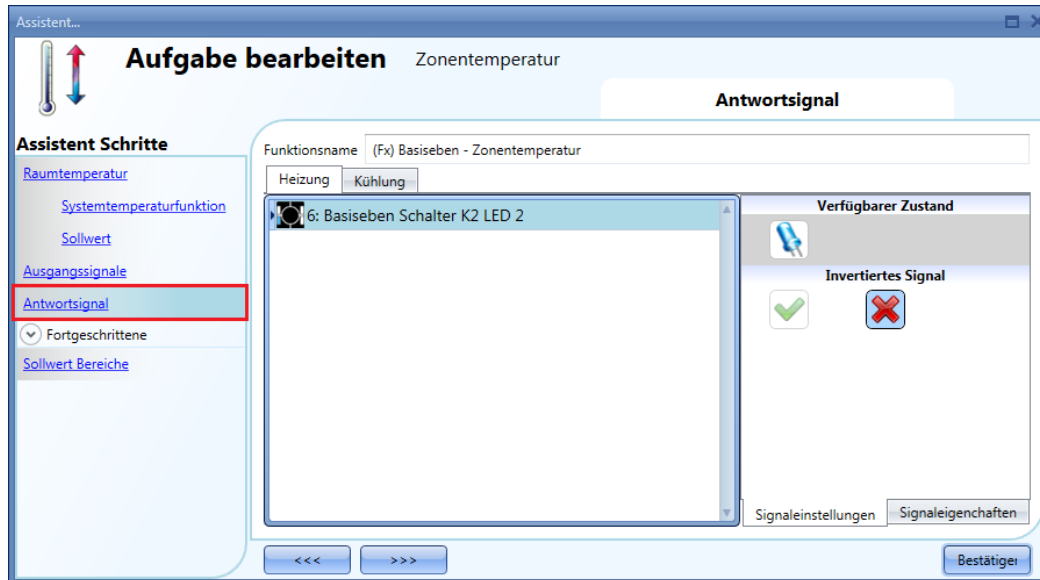 Assistent...
Aufgabe bearbeiten Zonentemperatur
Antwortsignal
Assistent Schritte
Raumtemperatur
Systemtemperaturfunktion
Sollwert
Ausgangssignale
Antwortsignal
Fortgeschrittene
Sollwert Bereiche
Funktionsname (Fx) Basiseben - Zonentemperatur
Heizung Kühlung
6: Basiseben Schalter K2 LED 2
Verfügbarer Zustand
Invertiertes Signal
Signaleinstellungen Signaleigenchaften
<<< >>> Bestätiger